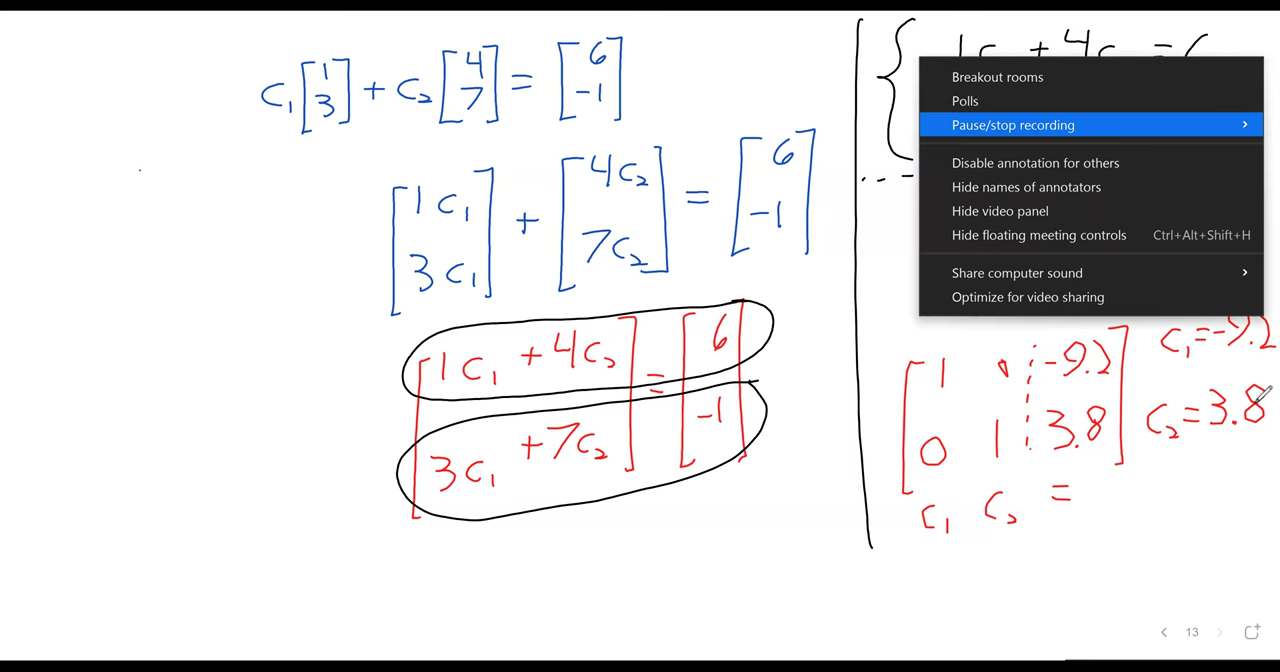 c₁[1 3] + c₂[4 7] = [6 -1]
[1c₁ 3c₁] + [4c₂ 7c₂] = [6 -1]
[1c₁ + 4c₂ 3c₁ + 7c₂] = [6 -1]
Breakout rooms
Polls
Pause/stop recording
Disable annotation for others
Hide names of annotators
Hide video panel
Hide floating meeting controls Ctrl+Alt+Shift+H
Share computer sound
Optimize for video sharing
1 -9.2
0 1 3.8
c₁ c₂ =
c₁ = -9.2
c₂ = 3.8
13